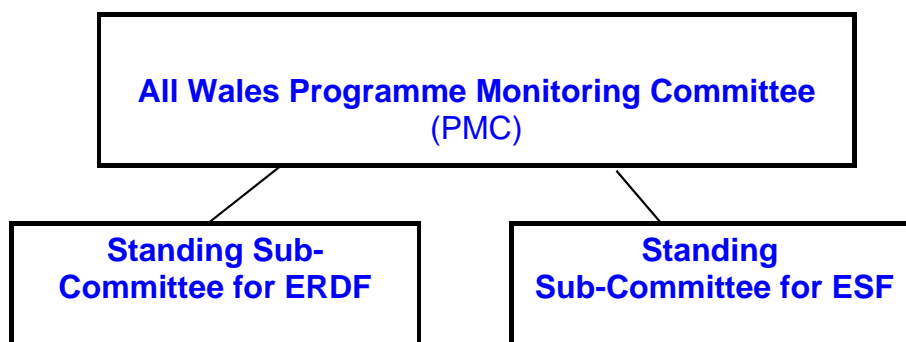 All Wales Programme Monitoring Committee
(PMC)
Standing Sub-
Committee for ERDF
Standing
Sub-Committee for ESF